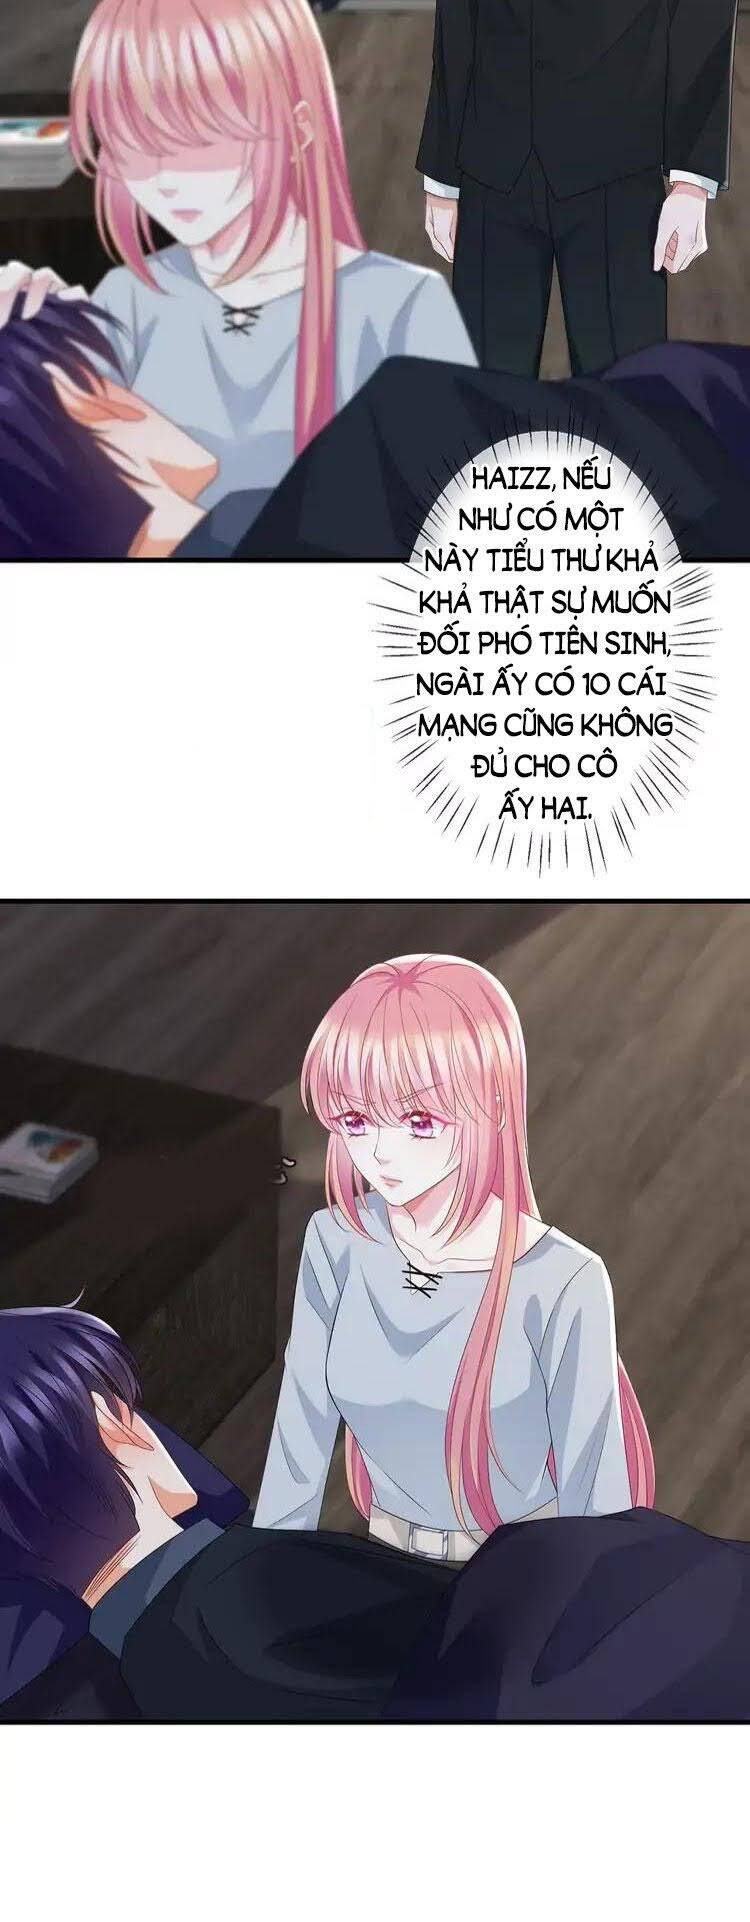 HAIZZ, NẾU
NHƯ CÓ MỘT
NÀY TIỂU THƯ KHẢ
KHẢ THẬT SỰ MUỐN
ĐỐI PHÓ TIÊN SINH,
NGÀI ẤY CÓ 10 CÁI
MẠNG CŨNG KHÔNG
ĐỦ CHO CÔ
ẤY HẠI.